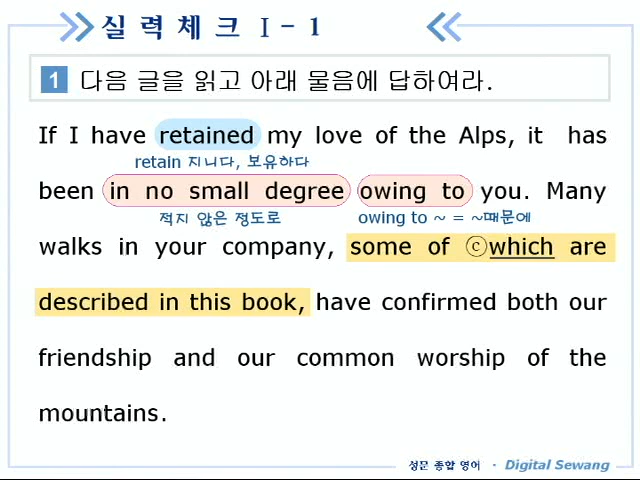 실력체크 I - 1
1 다음 글을 읽고 아래 물음에 답하여라.
If I have retained my love of the Alps, it has
retain 지니다, 보유하다
been in no small degree owing to you. Many
적지 않은 정도로 owing to ~ = ~때문에
walks in your company, some of ⓒwhich are
described in this book, have confirmed both our
friendship and our common worship of the
mountains.
성문 종합 영어 · Digital Sewang